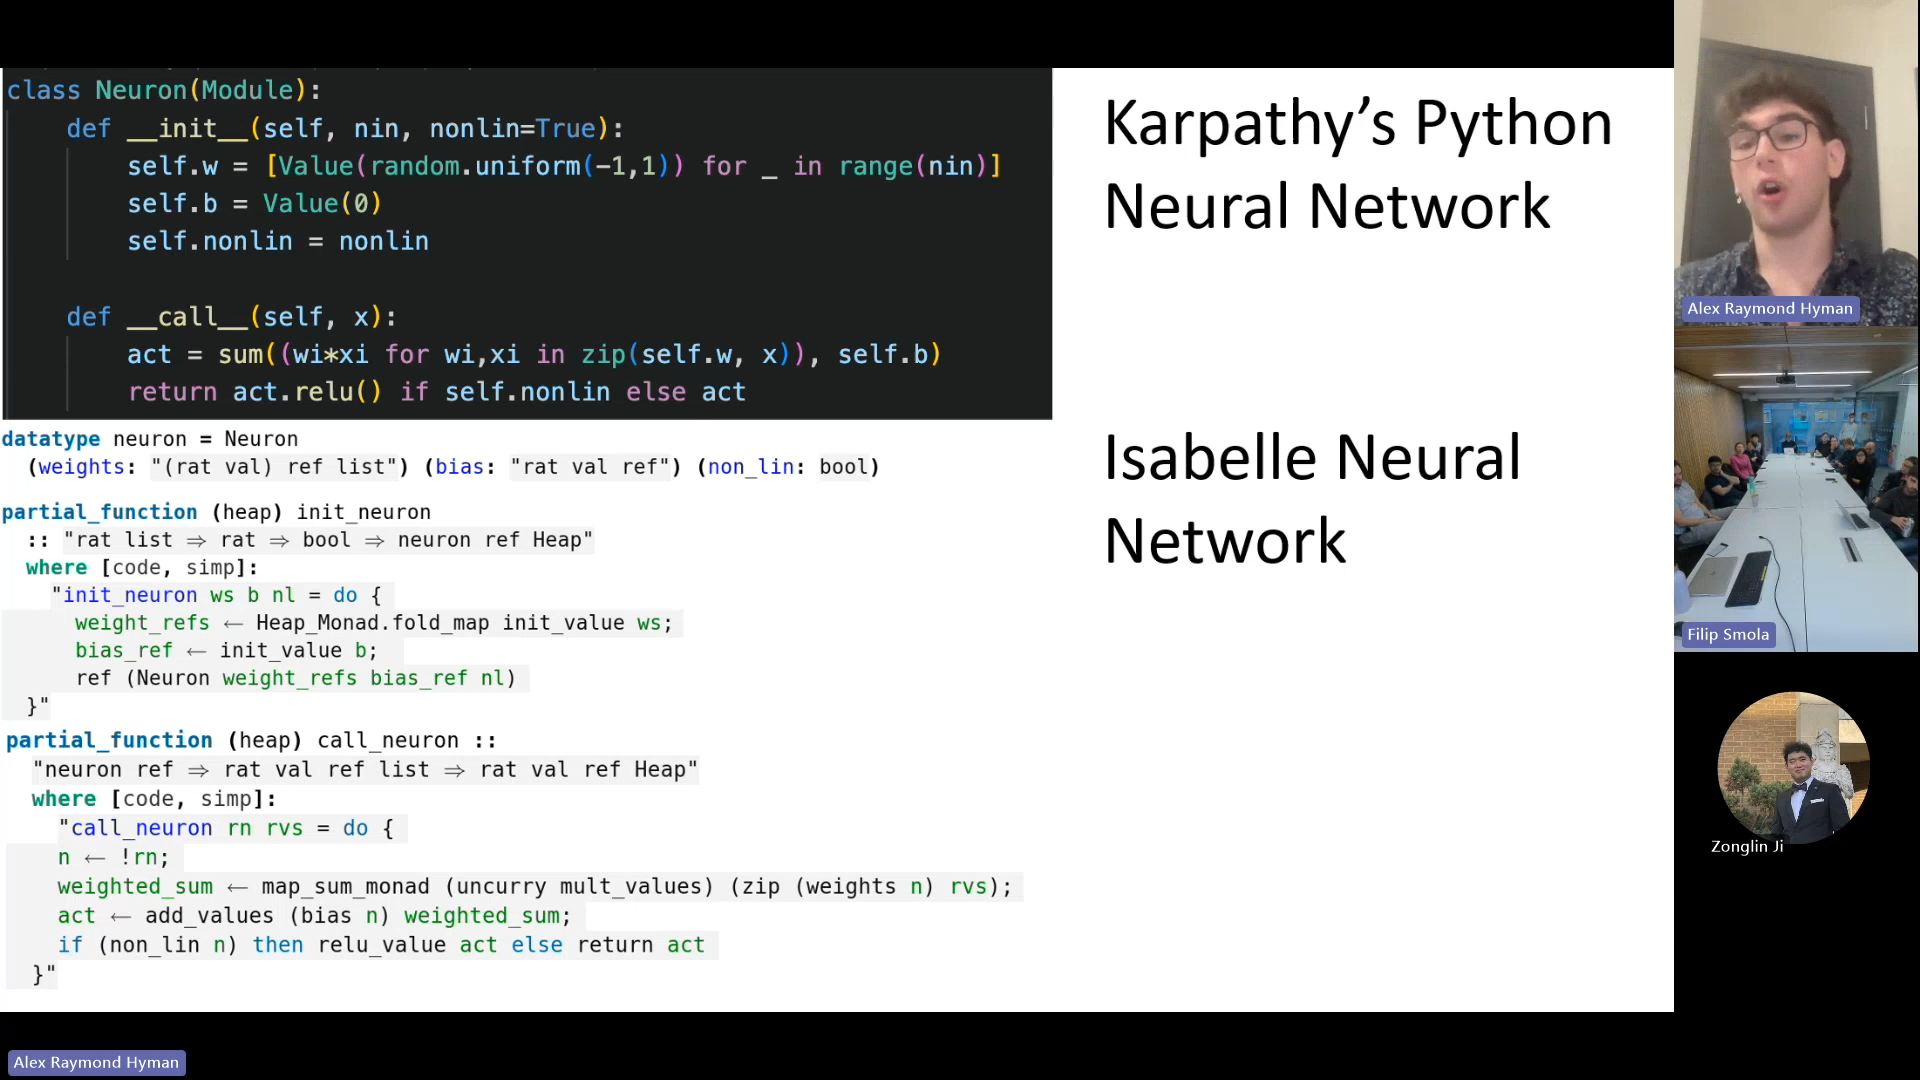 class Neuron(Module):
    def __init__(self, nin, nonlin=True):
        self.w = [Value(random.uniform(-1,1)) for _ in range(nin)]
        self.b = Value(0)
        self.nonlin = nonlin
    def __call__(self, x):
        act = sum((wi*xi for wi,xi in zip(self.w, x)), self.b)
        return act.relu() if self.nonlin else act
datatype neuron = Neuron
  (weights: "(rat val) ref list") (bias: "rat val ref") (non_lin: bool)
partial_function (heap) init_neuron
  :: "rat list ⇒ rat ⇒ bool ⇒ neuron ref Heap"
  where [code, simp]:
    "init_neuron ws b nl = do {
      weight_refs ← Heap_Monad.fold_map init_value ws;
      bias_ref ← init_value b;
      ref (Neuron weight_refs bias_ref nl)
  }"
partial_function (heap) call_neuron ::
  "neuron ref ⇒ rat val ref list ⇒ rat val ref Heap"
  where [code, simp]:
    "call_neuron rn rvs = do {
    n ← !rn;
    weighted_sum ← map_sum_monad (uncurry mult_values) (zip (weights n) rvs);
    act ← add_values (bias n) weighted_sum;
    if (non_lin n) then relu_value act else return act
  }"
Karpathy's Python
Neural Network
Isabelle Neural
Network
Alex Raymond Hyman
Filip Smola
Zonglin Ji
Alex Raymond Hyman